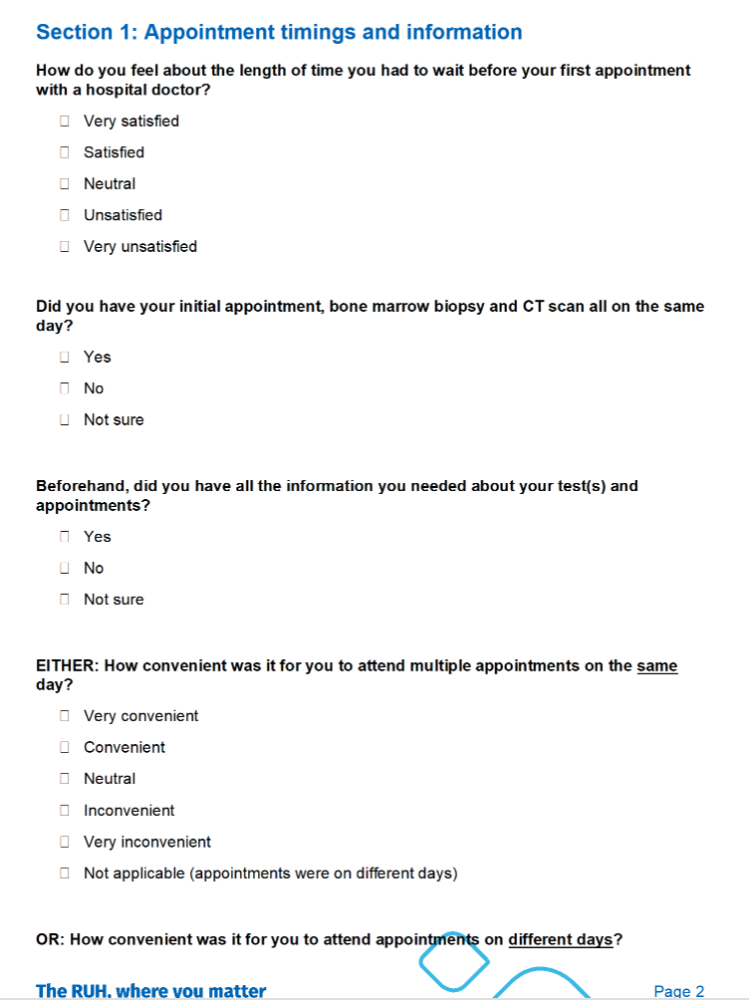 Section 1: Appointment timings and information
How do you feel about the length of time you had to wait before your first appointment
with a hospital doctor?
Very satisfied
Satisfied
Neutral
Unsatisfied
Very unsatisfied
Did you have your initial appointment, bone marrow biopsy and CT scan all on the same
day?
Yes
No
Not sure
Beforehand, did you have all the information you needed about your test(s) and
appointments?
Yes
No
Not sure
EITHER: How convenient was it for you to attend multiple appointments on the same
day?
Very convenient
Convenient
Neutral
Inconvenient
Very inconvenient
Not applicable (appointments were on different days)
OR: How convenient was it for you to attend appointments on different days?
The RUH, where you matter
Page 2